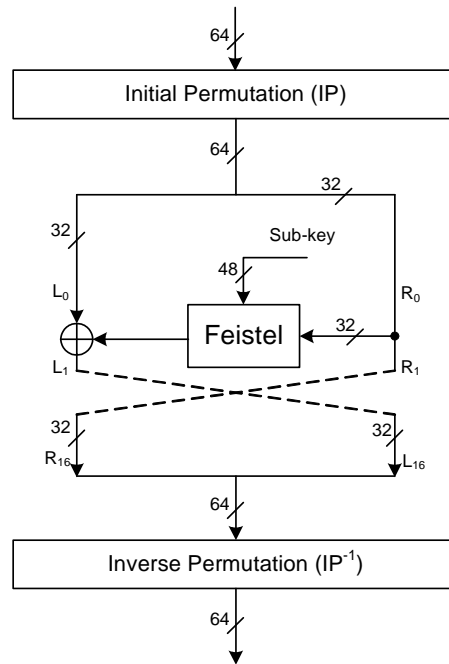 64
Initial Permutation (IP)
64
32
32
Sub-key
48
L₀
R₀
Feistel
32
L₁
R₁
32
32
R₁₆
L₁₆
64
Inverse Permutation (IP⁻¹)
64